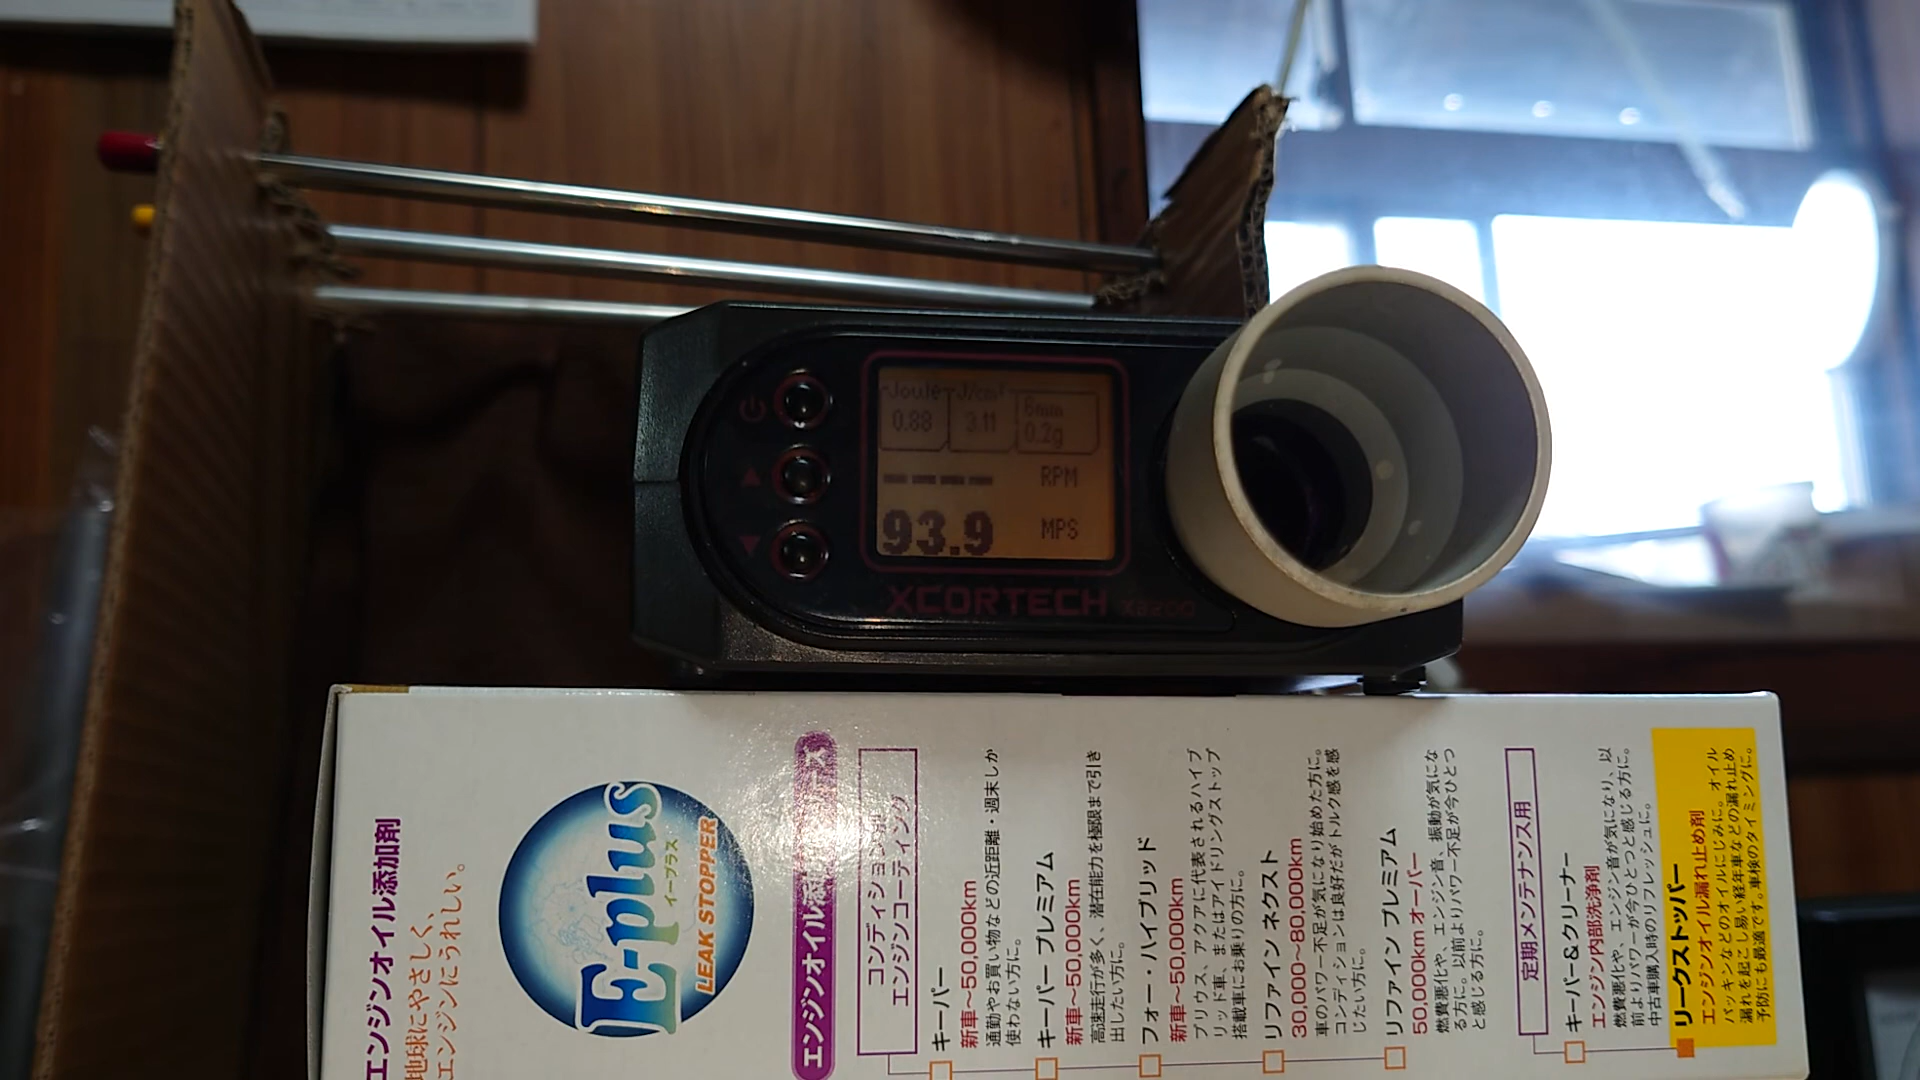 Joule
J/cm²
6mm
0.88
3.11
0.2g
RPM
93.9
MPS
XCORTECH X3200
エンジンオイル添加剤
地球にやさしく、
エンジンにうれしい。
E-plus
イープラス
LEAK STOPPER
エンジンオイル
コンディション別
エンジンコーティング
キーパー
新車~50,000km
通勤やお買い物などの近距離・週末しか
使わない方に。
キーパー プレミアム
新車~50,000km
高速走行が多く、潜在能力を極限まで引き
出したい方に。
フォー・ハイブリッド
新車~50,000km
プリウス、アクアに代表されるハイブ
リッド車、またはアイドリングストップ
搭載車にお乗りの方に。
リファイン ネクスト
30,000~80,000km
車のパワー不足が気になり始めた方に。
コンディションは良好だがトルク感を感
じたい方に。
リファイン プレミアム
50,000kmオーバー
燃費悪化や、エンジン音、振動が気にな
る方に。以前よりパワー不足が今ひとつ
と感じる方に。
定期メンテナンス用
キーパー&クリーナー
エンジン内部洗浄剤
燃費悪化や、エンジン音が気になり、以
前よりパワーが今ひとつと感じる方に。
中古車購入時のリフレッシュに。
リークストッパー
エンジンオイル漏れ止め剤
パッキンなどのオイルにじみに。オイル
漏れを起こし易い経年車などの漏れ止め
予防にも最適です。車検のタイミングに。